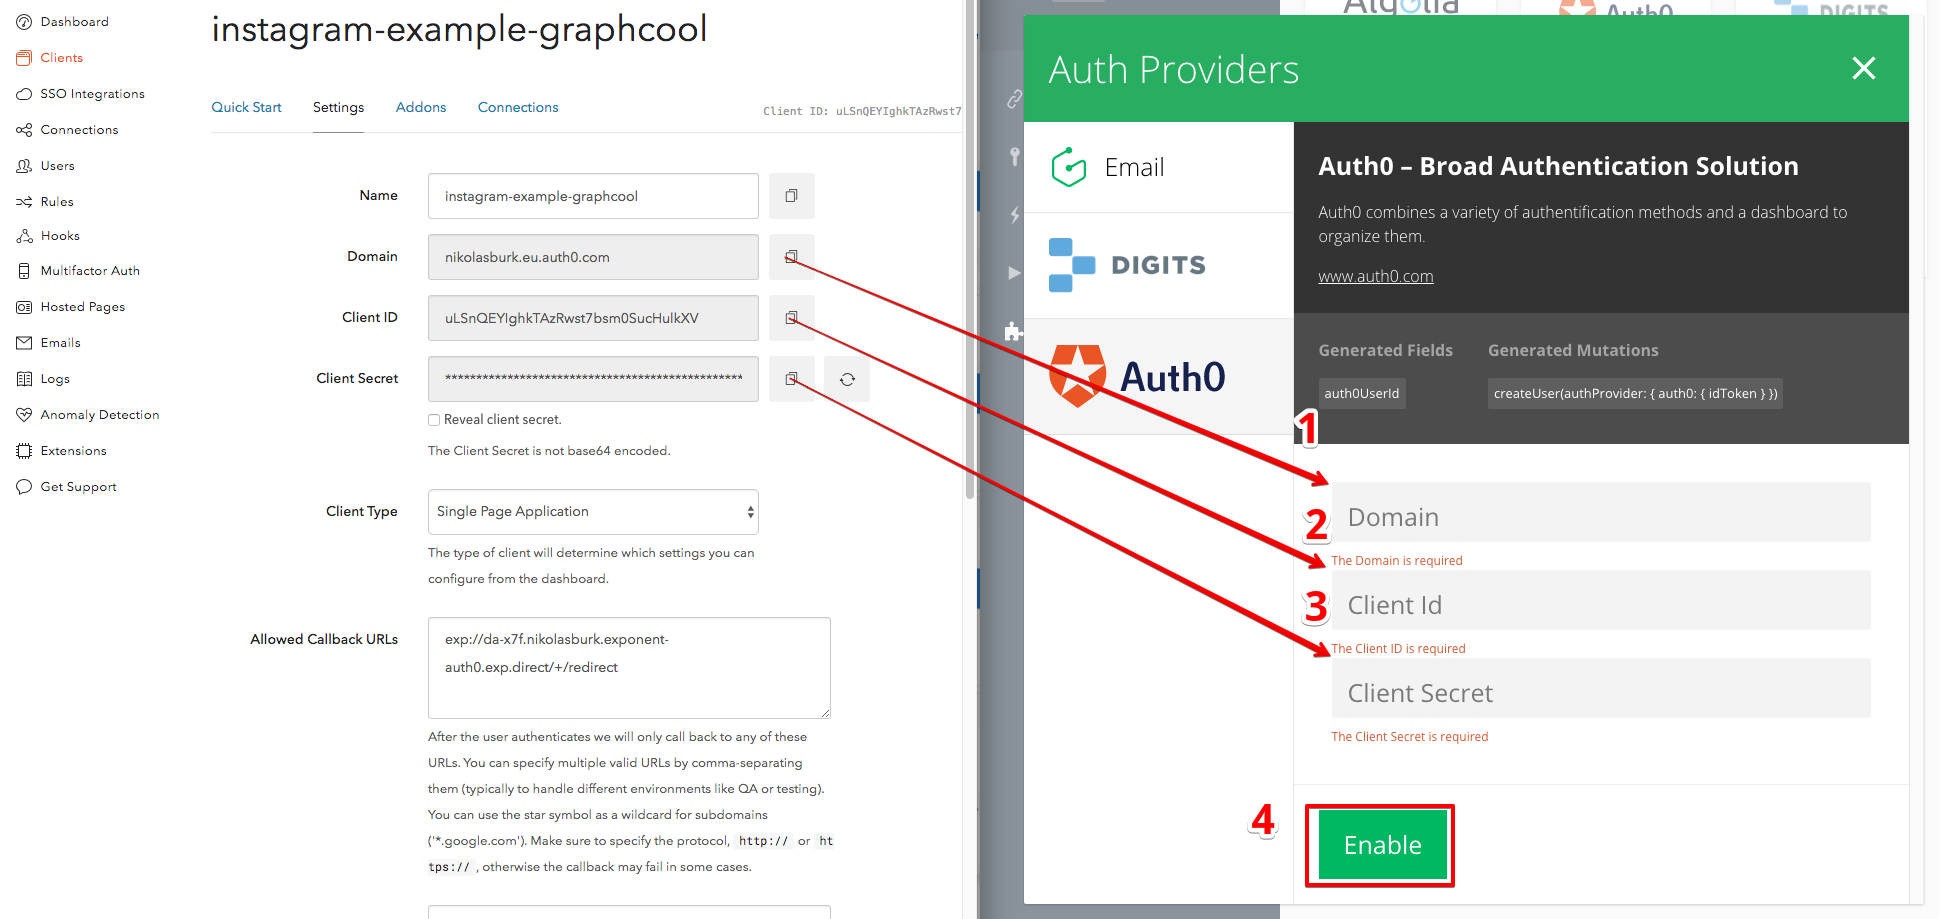 Dashboard
Clients
SSO Integrations
Connections
Users
Rules
Hooks
Multifactor Auth
Hosted Pages
Emails
Logs
Anomaly Detection
Extensions
Get Support
instagram-example-graphcool
Quick Start Settings Addons Connections
Client ID: uLSnQEYIghkTAzRwst7
Name
instagram-example-graphcool
Domain
nikolasburk.eu.auth0.com
Client ID
uLSnQEYIghkTAzRwst7bsm0SucHulkXV
Client Secret
************************************************
Reveal client secret.
The Client Secret is not base64 encoded.
Client Type
Single Page Application
The type of client will determine which settings you can
configure from the dashboard.
Allowed Callback URLs
exp://da-x7f.nikolasburk.exponent-
auth0.exp.direct/+/redirect
After the user authenticates we will only call back to any of these
URLs. You can specify multiple valid URLs by comma-separating
them (typically to handle different environments like QA or testing).
You can use the star symbol as a wildcard for subdomains
('*.google.com'). Make sure to specify the protocol, http:// or ht
tps:// , otherwise the callback may fail in some cases.
Algolia
Auth0
DIGITS
Auth Providers
Email
DIGITS
Auth0
Auth0 – Broad Authentication Solution
Auth0 combines a variety of authentification methods and a dashboard to
organize them.
www.auth0.com
Generated Fields Generated Mutations
auth0UserId createUser(authProvider: { auth0: { idToken } })
1
Domain
2
The Domain is required
Client Id
3
The Client ID is required
Client Secret
The Client Secret is required
4
Enable